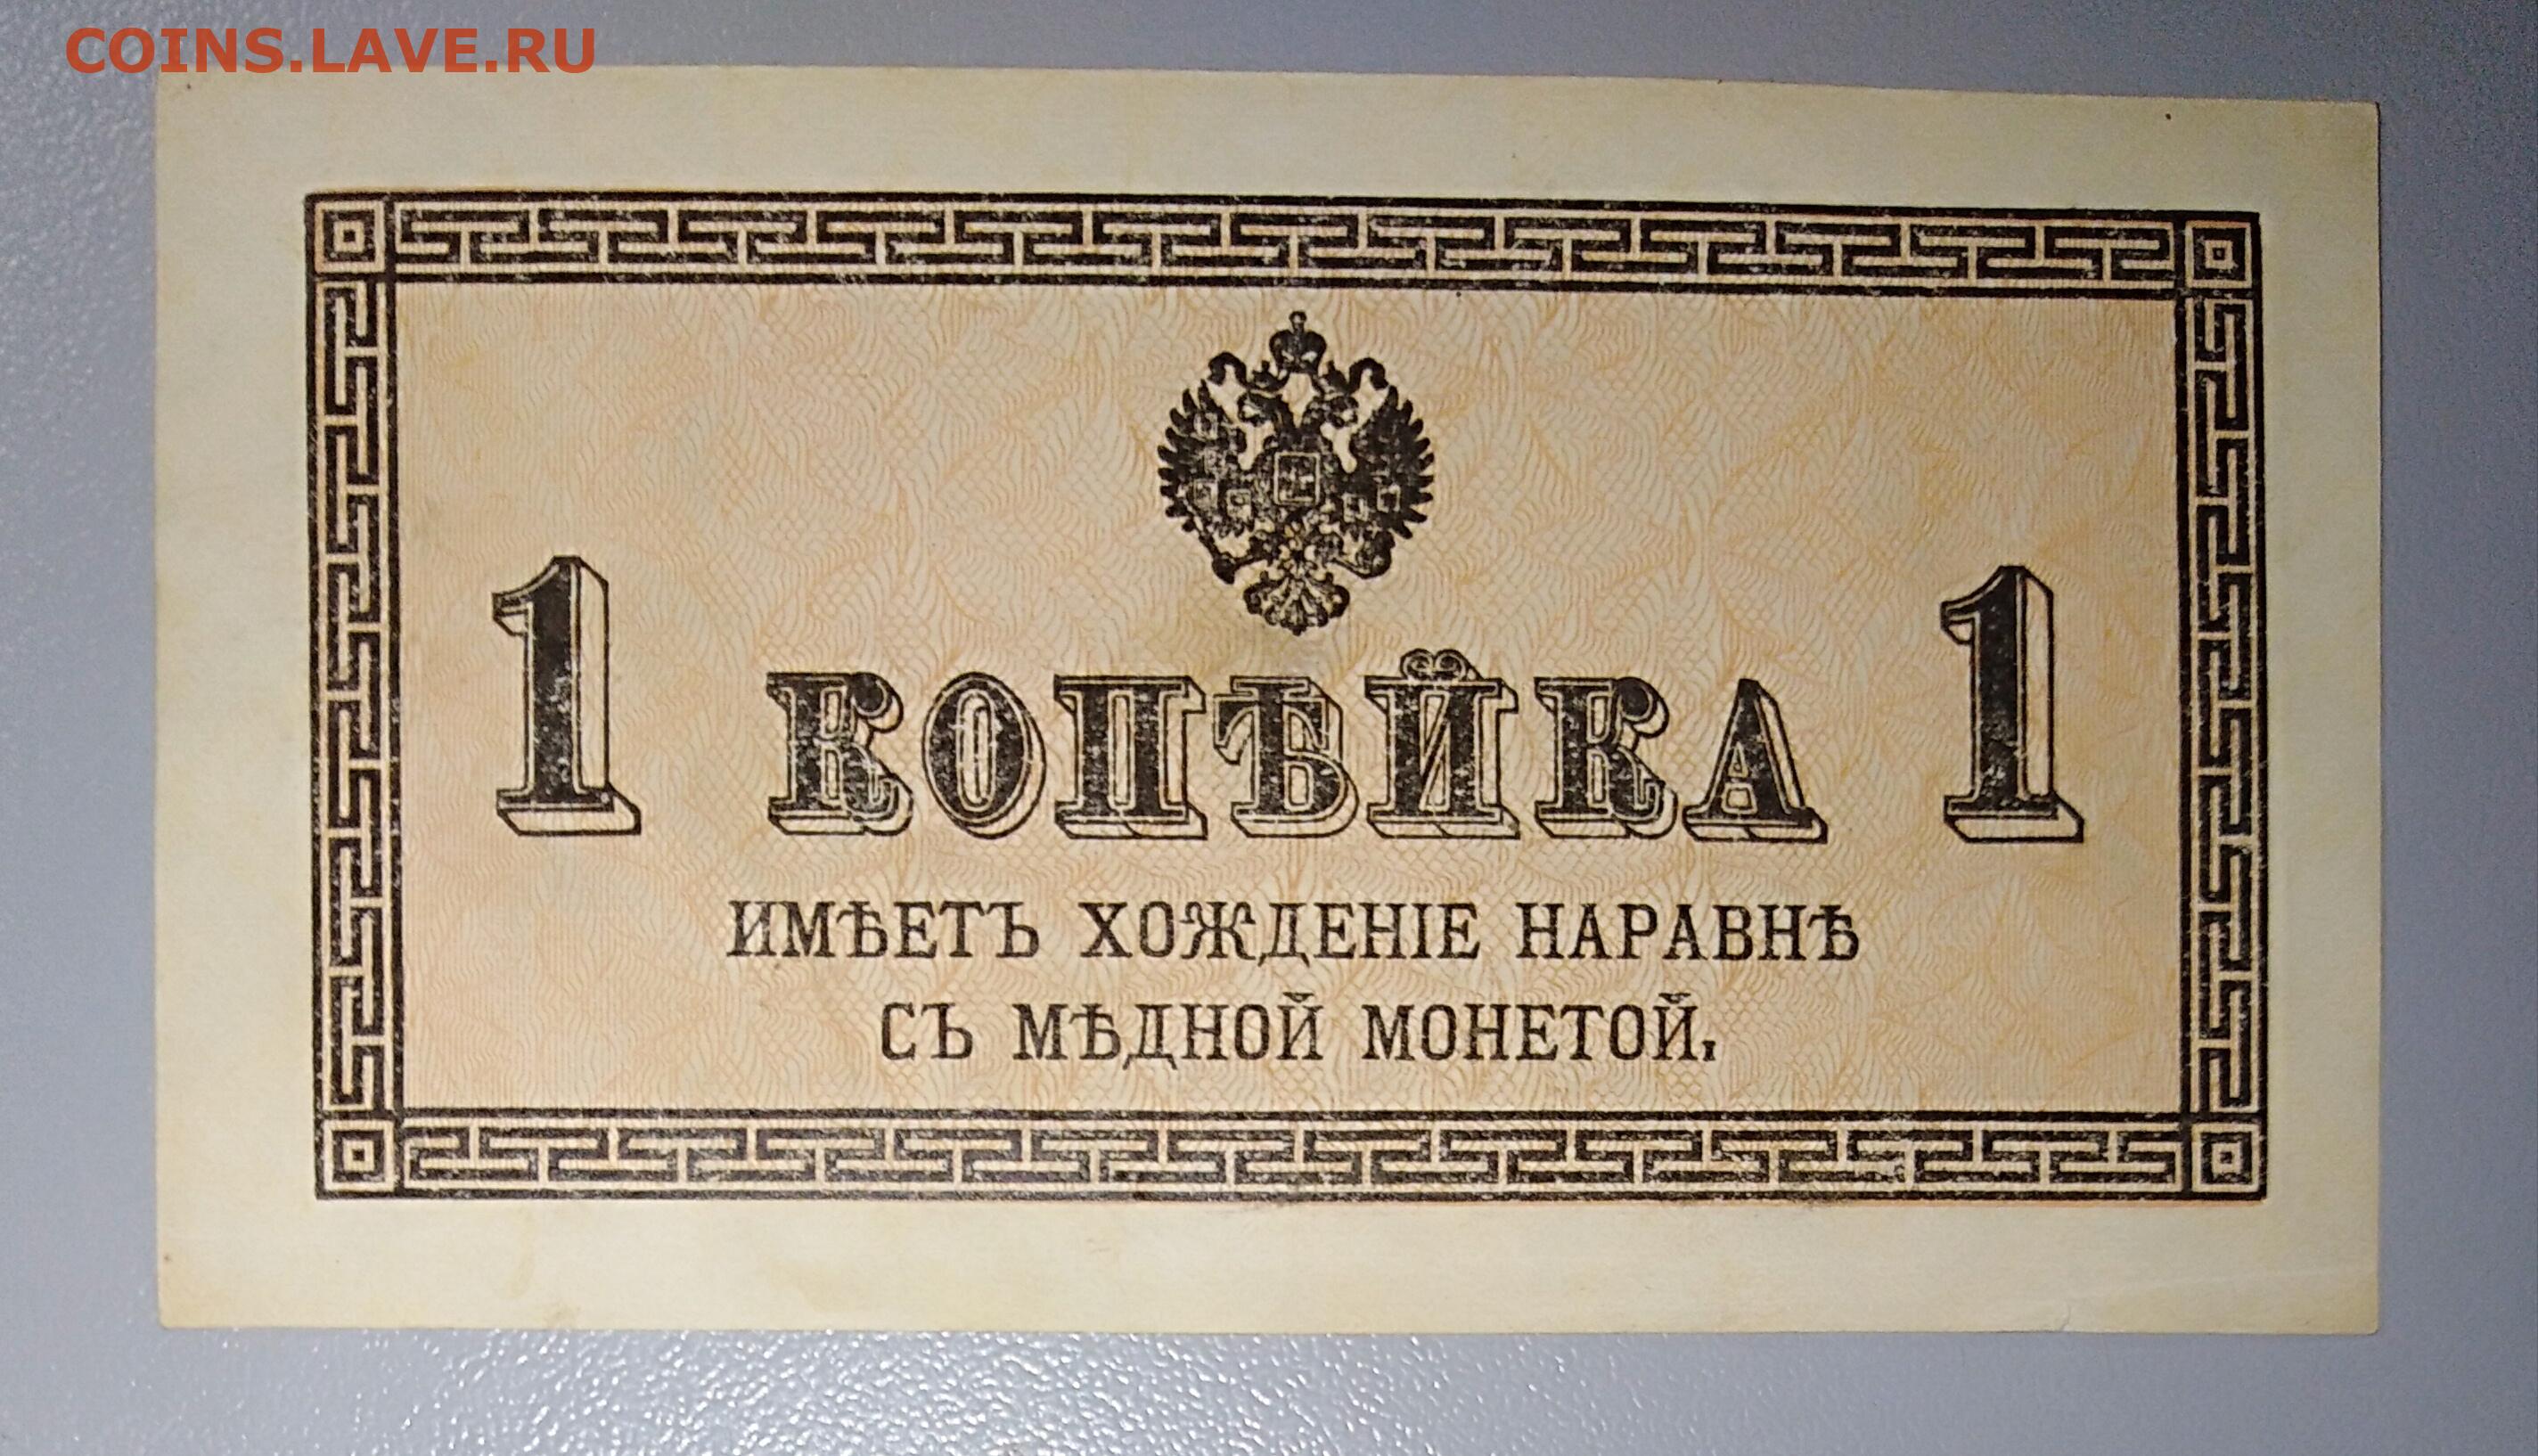 COINS.LAVE.RU
1 КОПѢЙКА 1
ИМѢЕТЪ ХОЖДЕНІЕ НАРАВНѢ
СЪ МѢДНОЙ МОНЕТОЙ.